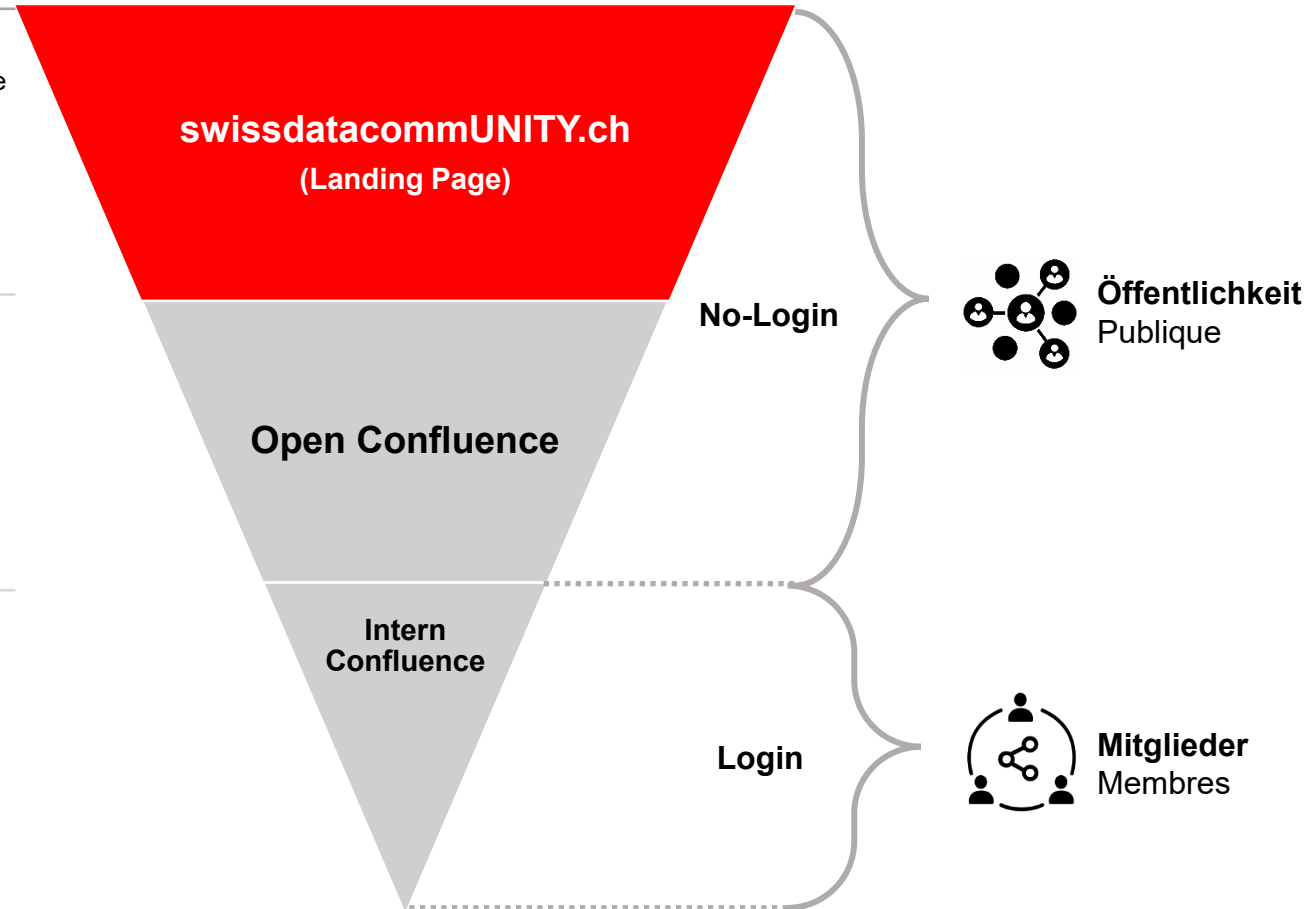 e
swissdatacommUNITY.ch
(Landing Page)
No-Login
Öffentlichkeit
Publique
Open Confluence
Intern
Confluence
Login
Mitglieder
Membres